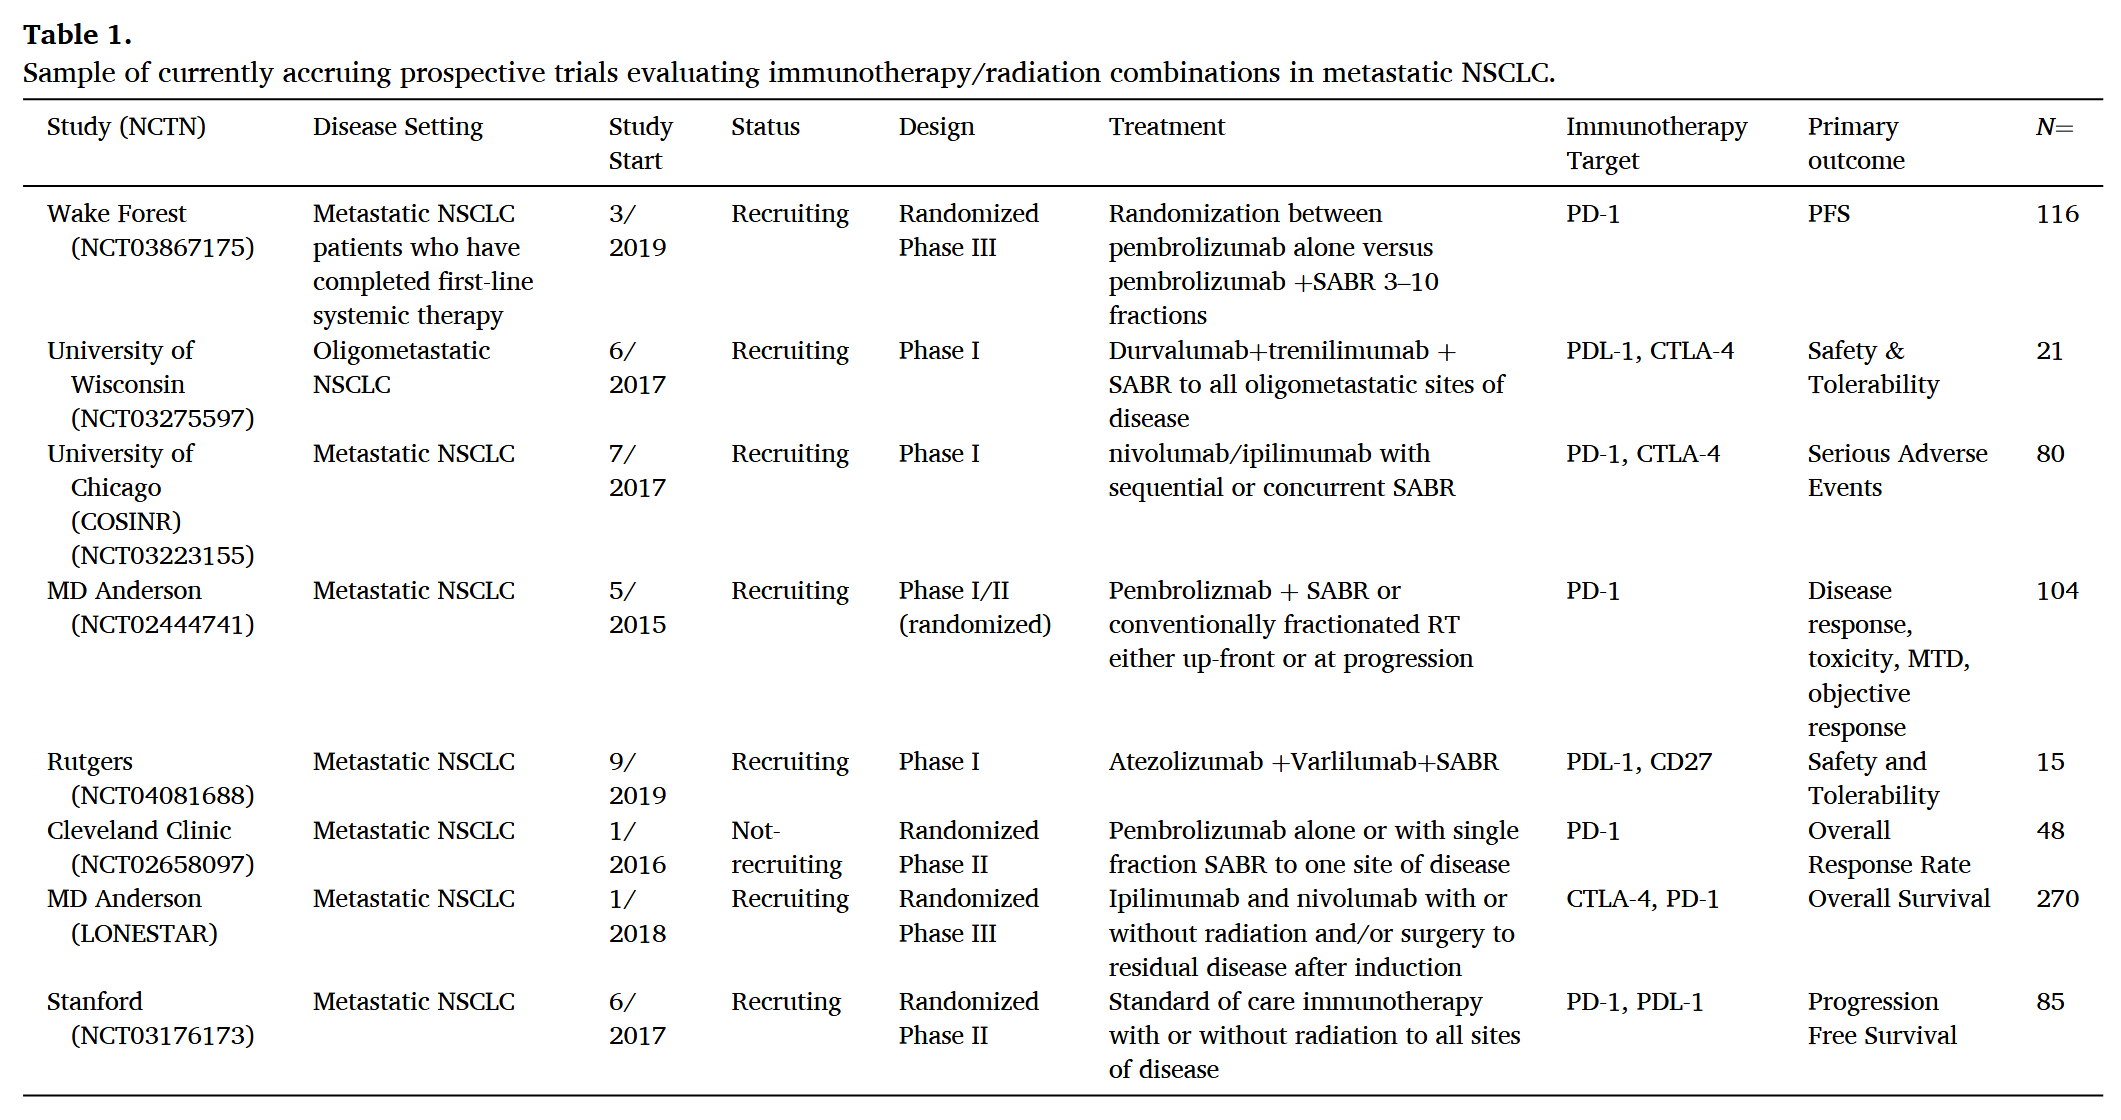 Table 1.
Sample of currently accruing prospective trials evaluating immunotherapy/radiation combinations in metastatic NSCLC.
Study (NCTN) Disease Setting Study Start Status Design Treatment Immunotherapy Target Primary outcome N=
Wake Forest (NCT03867175) Metastatic NSCLC patients who have completed first-line systemic therapy 3/2019 Recruiting Randomized Phase III Randomization between pembrolizumab alone versus pembrolizumab +SABR 3–10 fractions PD-1 PFS 116
University of Wisconsin (NCT03275597) Oligometastatic NSCLC 6/2017 Recruiting Phase I Durvalumab+tremilimumab + SABR to all oligometastatic sites of disease PDL-1, CTLA-4 Safety & Tolerability 21
University of Chicago (COSINR) (NCT03223155) Metastatic NSCLC 7/2017 Recruiting Phase I nivolumab/ipilimumab with sequential or concurrent SABR PD-1, CTLA-4 Serious Adverse Events 80
MD Anderson (NCT02444741) Metastatic NSCLC 5/2015 Recruiting Phase I/II (randomized) Pembrolizmab + SABR or conventionally fractionated RT either up-front or at progression PD-1 Disease response, toxicity, MTD, objective response 104
Rutgers (NCT04081688) Metastatic NSCLC 9/2019 Recruiting Phase I Atezolizumab +Varlilumab+SABR PDL-1, CD27 Safety and Tolerability 15
Cleveland Clinic (NCT02658097) Metastatic NSCLC 1/2016 Not-recruiting Randomized Phase II Pembrolizumab alone or with single fraction SABR to one site of disease PD-1 Overall Response Rate 48
MD Anderson (LONESTAR) Metastatic NSCLC 1/2018 Recruiting Randomized Phase III Ipilimumab and nivolumab with or without radiation and/or surgery to residual disease after induction CTLA-4, PD-1 Overall Survival 270
Stanford (NCT03176173) Metastatic NSCLC 6/2017 Recruting Randomized Phase II Standard of care immunotherapy with or without radiation to all sites of disease PD-1, PDL-1 Progression Free Survival 85